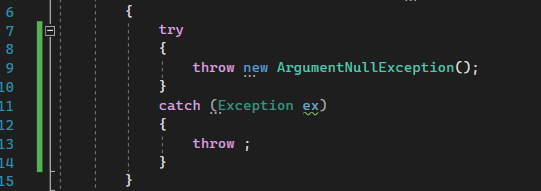 6 {
7 try
8 {
9 throw new ArgumentNullException();
10 }
11 catch (Exception ex)
12 {
13 throw ;
14 }
15 }